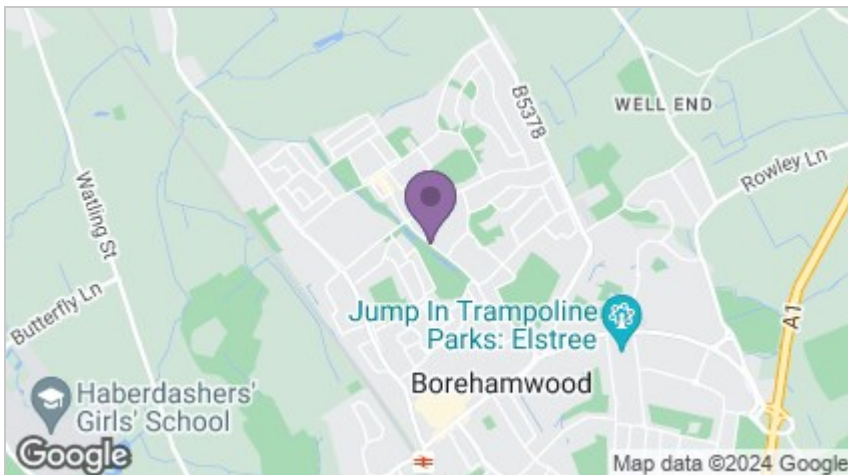 B5378
WELL END
Rowley Ln
Watling St
Butterfly Ln
A1
Jump In Trampoline
Parks: Elstree
Haberdashers'
Girls' School
Borehamwood
Google
Map data ©2024 Google